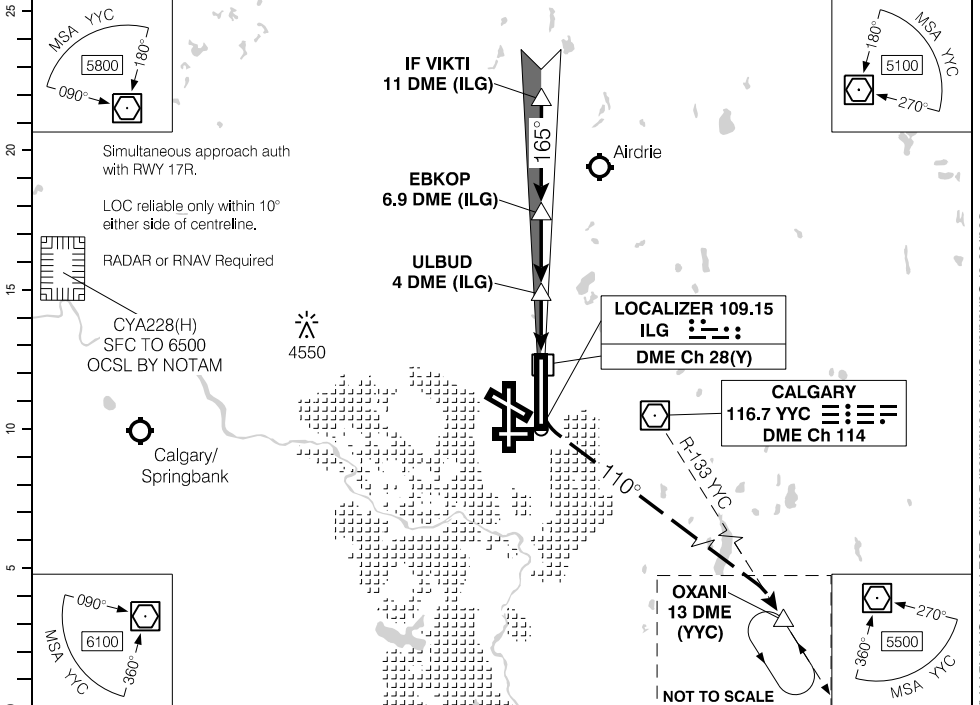 25
20
15
10
5
MSA YYC
5800
180°
090°
MSA YYC
5100
180°
270°
Simultaneous approach auth
with RWY 17R.
LOC reliable only within 10°
either side of centreline.
RADAR or RNAV Required
CYA228(H)
SFC TO 6500
OCSL BY NOTAM
4550
Calgary/
Springbank
IF VIKTI
11 DME (ILG)
165°
Airdrie
EBKOP
6.9 DME (ILG)
ULBUD
4 DME (ILG)
LOCALIZER 109.15
ILG
DME Ch 28(Y)
CALGARY
116.7 YYC
DME Ch 114
R-133 YYC
110°
OXANI
13 DME
(YYC)
NOT TO SCALE
090°
6100
360°
MSA YYC
270°
5500
360°
MSA YYC